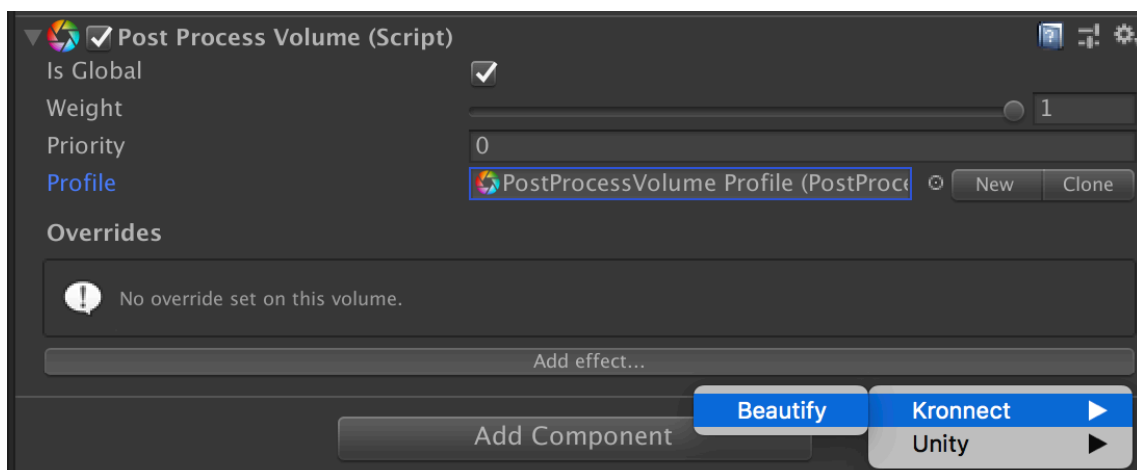 Post Process Volume (Script)
Is Global
Weight 1
Priority 0
Profile PostProcessVolume Profile (PostProce New Clone
Overrides
No override set on this volume.
Add effect...
Beautify Kronnect
Add Component Unity